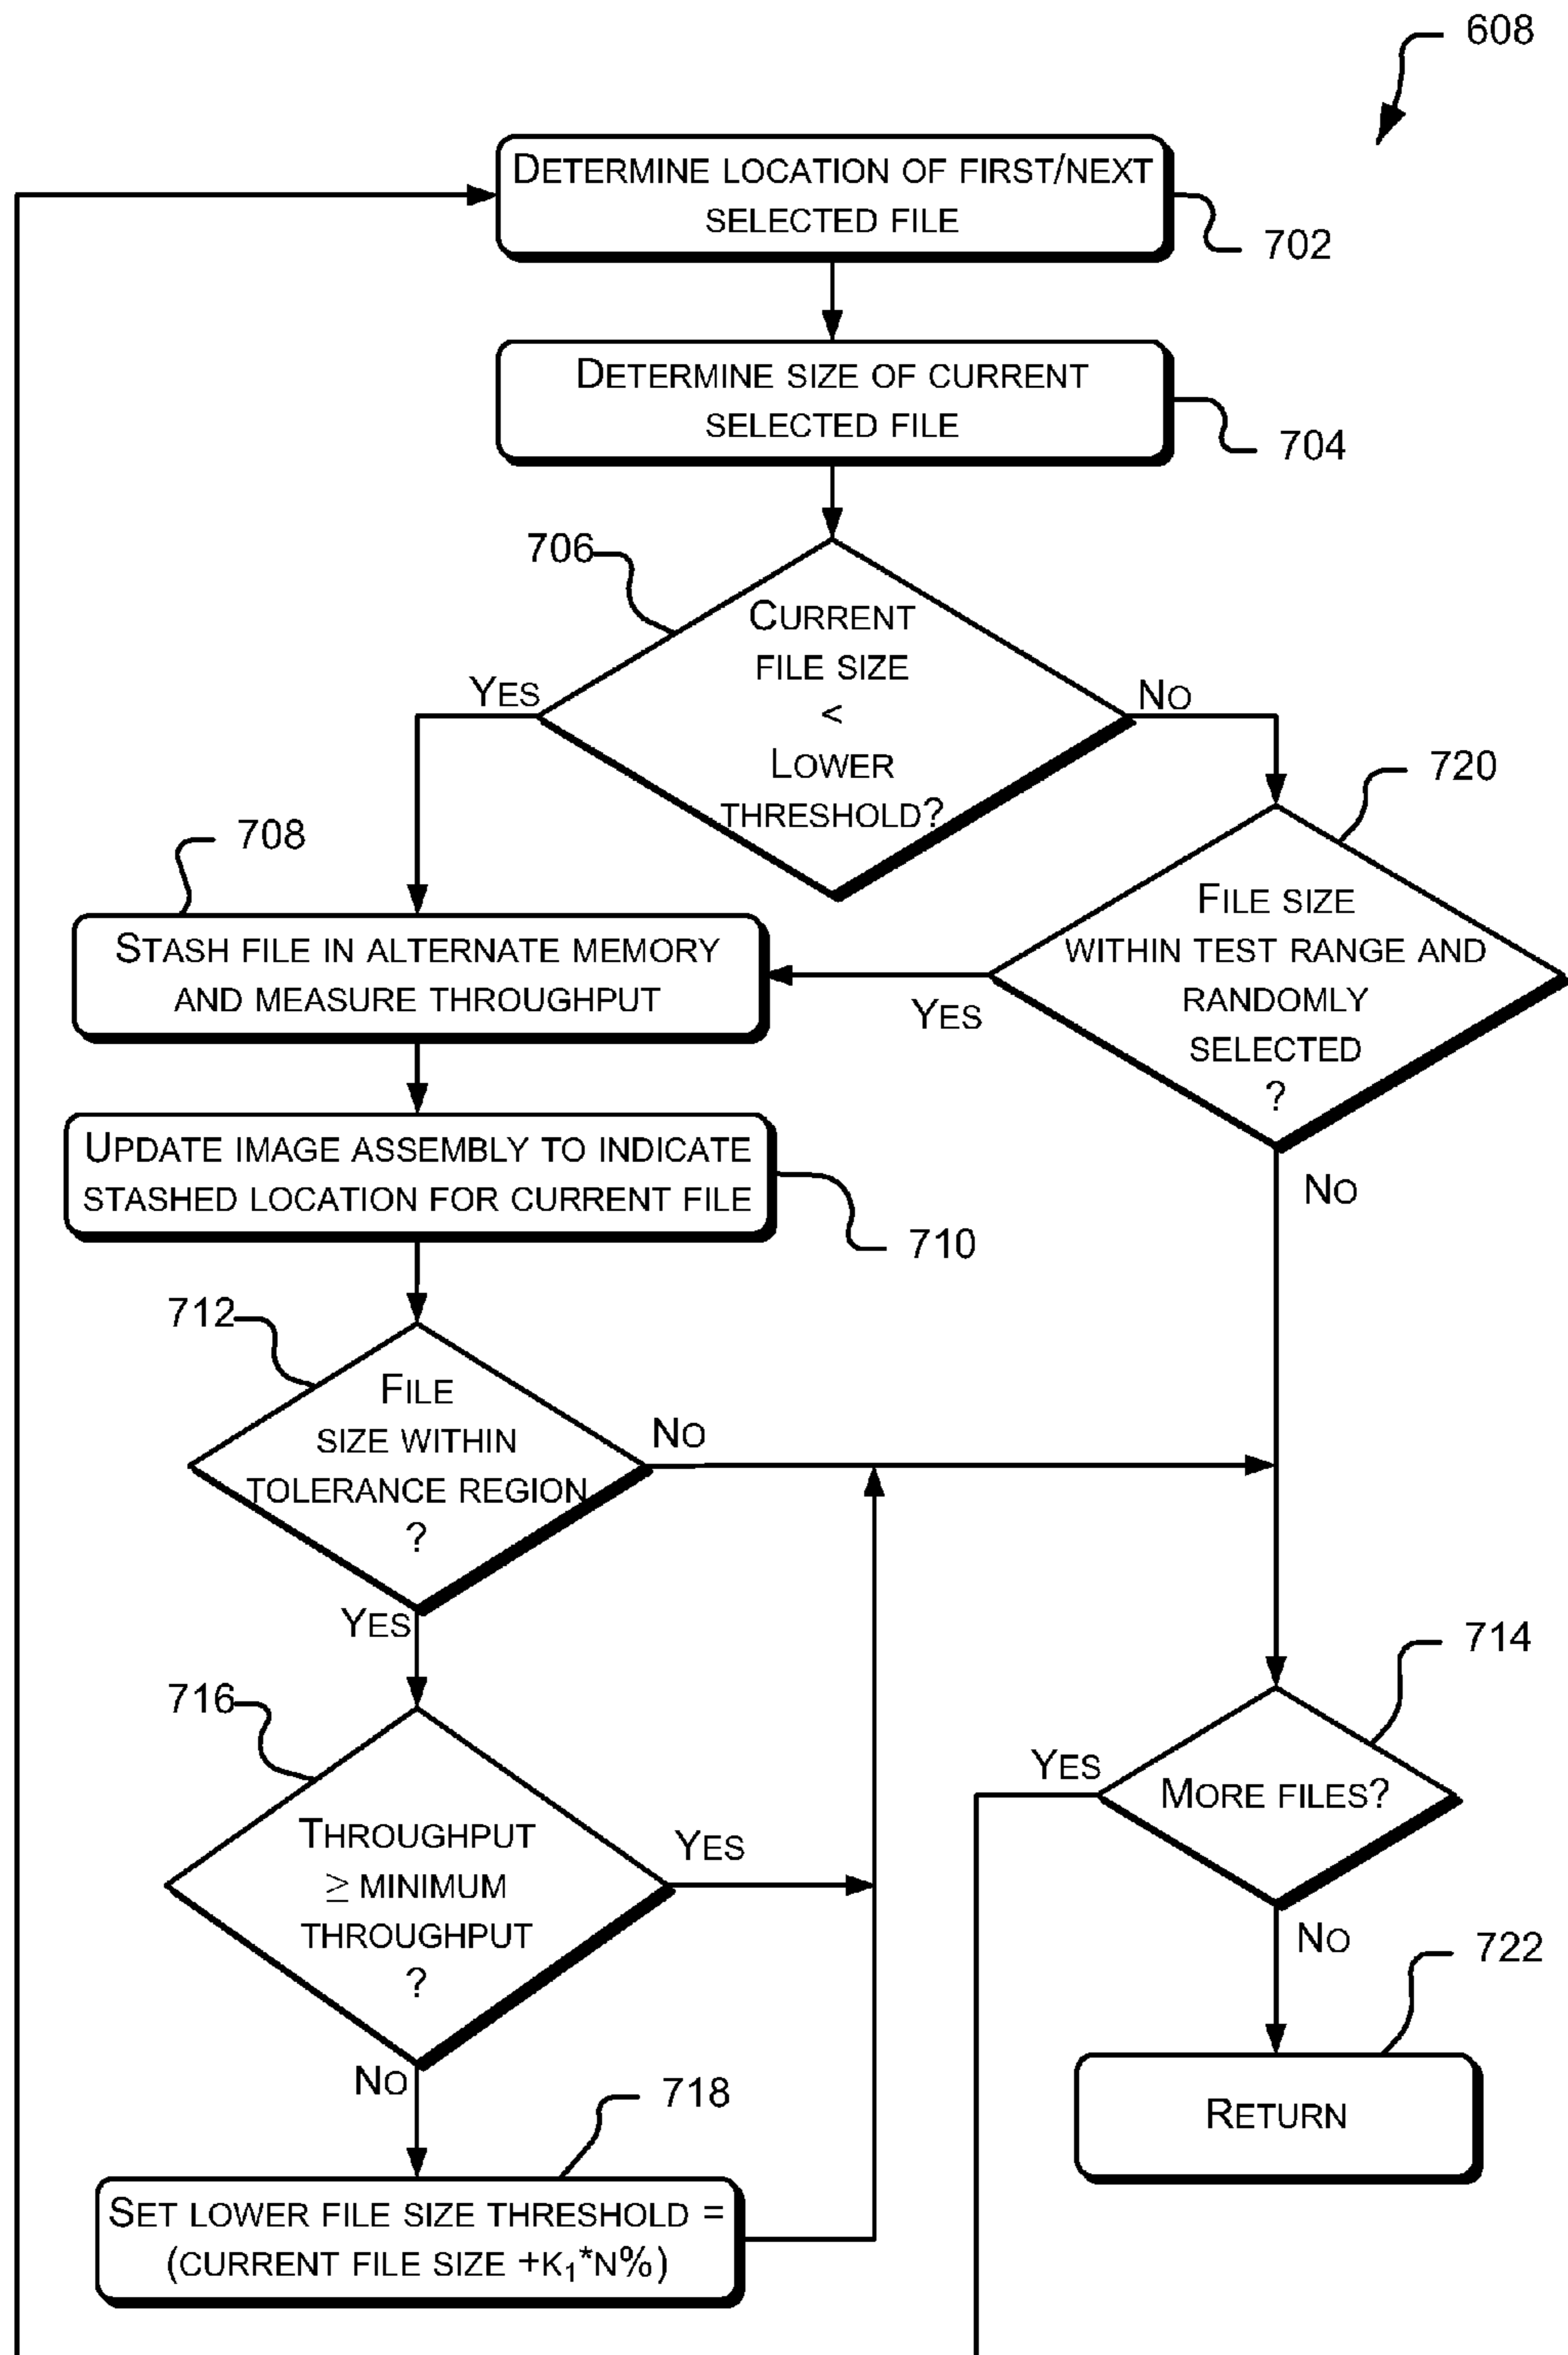 608
DETERMINE LOCATION OF FIRST/NEXT
SELECTED FILE
702
DETERMINE SIZE OF CURRENT
SELECTED FILE
704
706
CURRENT
FILE SIZE
<
LOWER
THRESHOLD?
YES
NO
720
708
FILE SIZE
WITHIN TEST RANGE AND
RANDOMLY
SELECTED
?
YES
NO
STASH FILE IN ALTERNATE MEMORY
AND MEASURE THROUGHPUT
UPDATE IMAGE ASSEMBLY TO INDICATE
STASHED LOCATION FOR CURRENT FILE
710
712
FILE
SIZE WITHIN
TOLERANCE REGION
?
NO
YES
716
THROUGHPUT
≥ MINIMUM
THROUGHPUT
?
YES
NO
714
MORE FILES?
YES
NO
722
RETURN
718
SET LOWER FILE SIZE THRESHOLD =
(CURRENT FILE SIZE +K₁*N%)